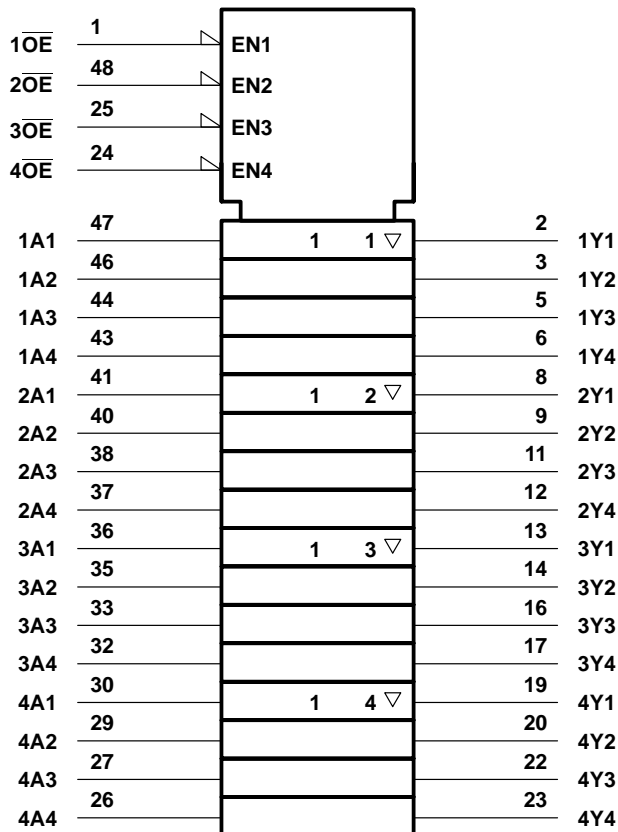 1
1O̅E̅ EN1
48
2O̅E̅ EN2
25
3O̅E̅ EN3
24
4O̅E̅ EN4
47 2
1A1 1 1 ▽ 1Y1
46 3
1A2 1Y2
44 5
1A3 1Y3
43 6
1A4 1Y4
41 8
2A1 1 2 ▽ 2Y1
40 9
2A2 2Y2
38 11
2A3 2Y3
37 12
2A4 2Y4
36 13
3A1 1 3 ▽ 3Y1
35 14
3A2 3Y2
33 16
3A3 3Y3
32 17
3A4 3Y4
30 19
4A1 1 4 ▽ 4Y1
29 20
4A2 4Y2
27 22
4A3 4Y3
26 23
4A4 4Y4